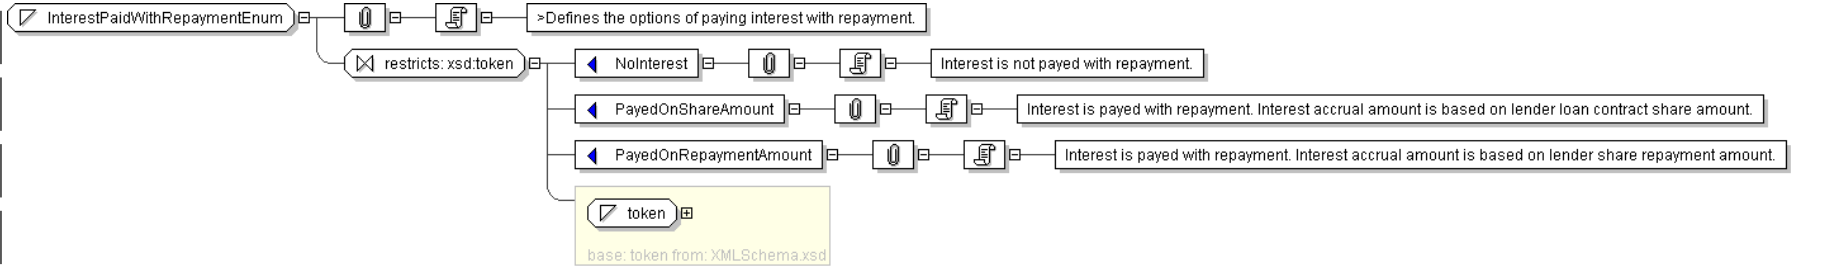 InterestPaidWithRepaymentEnum >Defines the options of paying interest with repayment.
restricts: xsd:token NoInterest Interest is not payed with repayment.
PayedOnShareAmount Interest is payed with repayment. Interest accrual amount is based on lender loan contract share amount.
PayedOnRepaymentAmount Interest is payed with repayment. Interest accrual amount is based on lender share repayment amount.
token
base: token from: XMLSchema.xsd